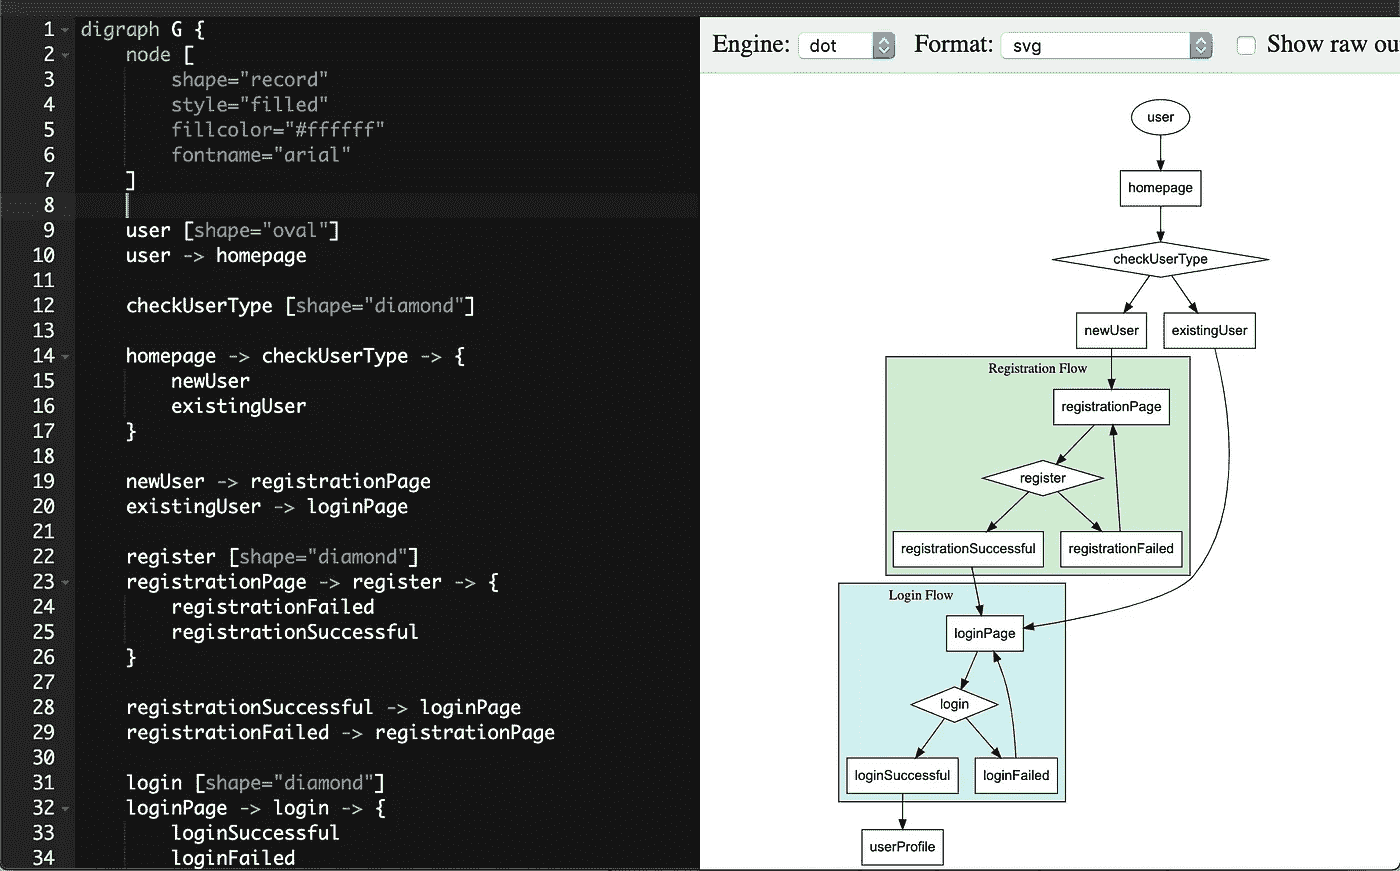 1 digraph G {
2 node [
3 shape="record"
4 style="filled"
5 fillcolor="#ffffff"
6 fontname="arial"
7 ]
8
9 user [shape="oval"]
10 user -> homepage
11
12 checkUserType [shape="diamond"]
13
14 homepage -> checkUserType -> {
15 newUser
16 existingUser
17 }
18
19 newUser -> registrationPage
20 existingUser -> loginPage
21
22 register [shape="diamond"]
23 registrationPage -> register -> {
24 registrationFailed
25 registrationSuccessful
26 }
27
28 registrationSuccessful -> loginPage
29 registrationFailed -> registrationPage
30
31 login [shape="diamond"]
32 loginPage -> login -> {
33 loginSuccessful
34 loginFailed
Engine: dot Format: svg Show raw ou
user
homepage
checkUserType
newUser existingUser
Registration Flow
registrationPage
register
registrationSuccessful registrationFailed
Login Flow
loginPage
login
loginSuccessful loginFailed
userProfile